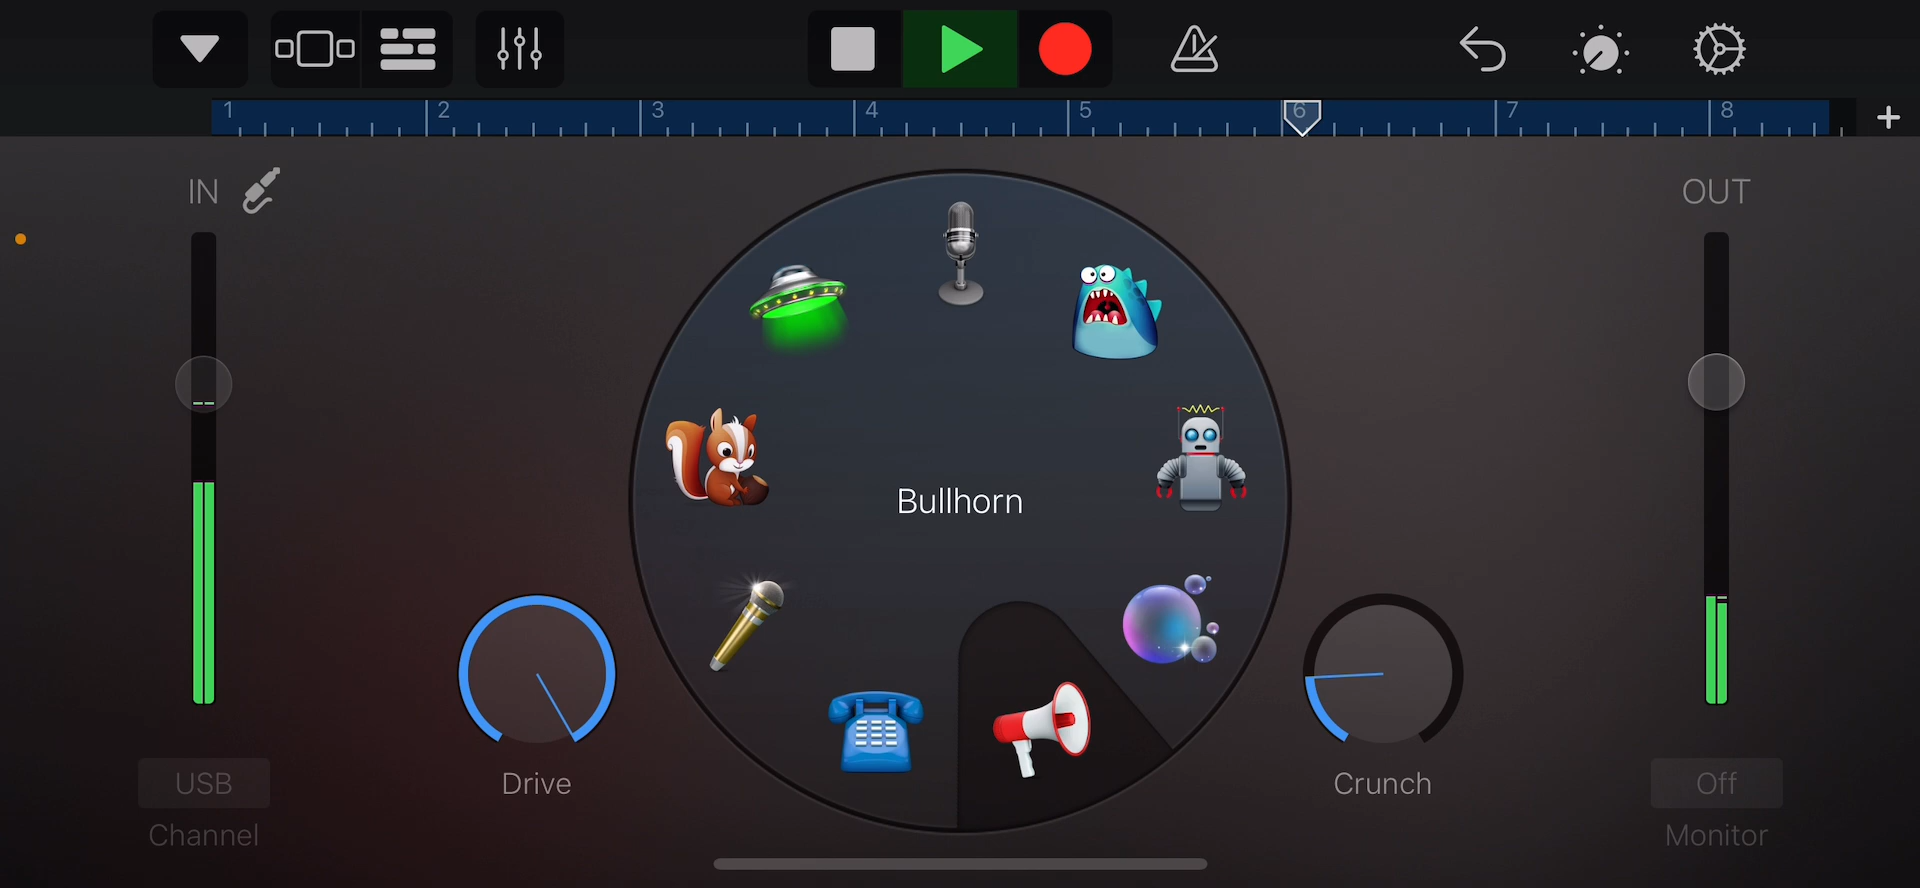 1 2 3 4 5 6 7 8
IN
OUT
Bullhorn
Drive
Crunch
USB
Off
Channel
Monitor